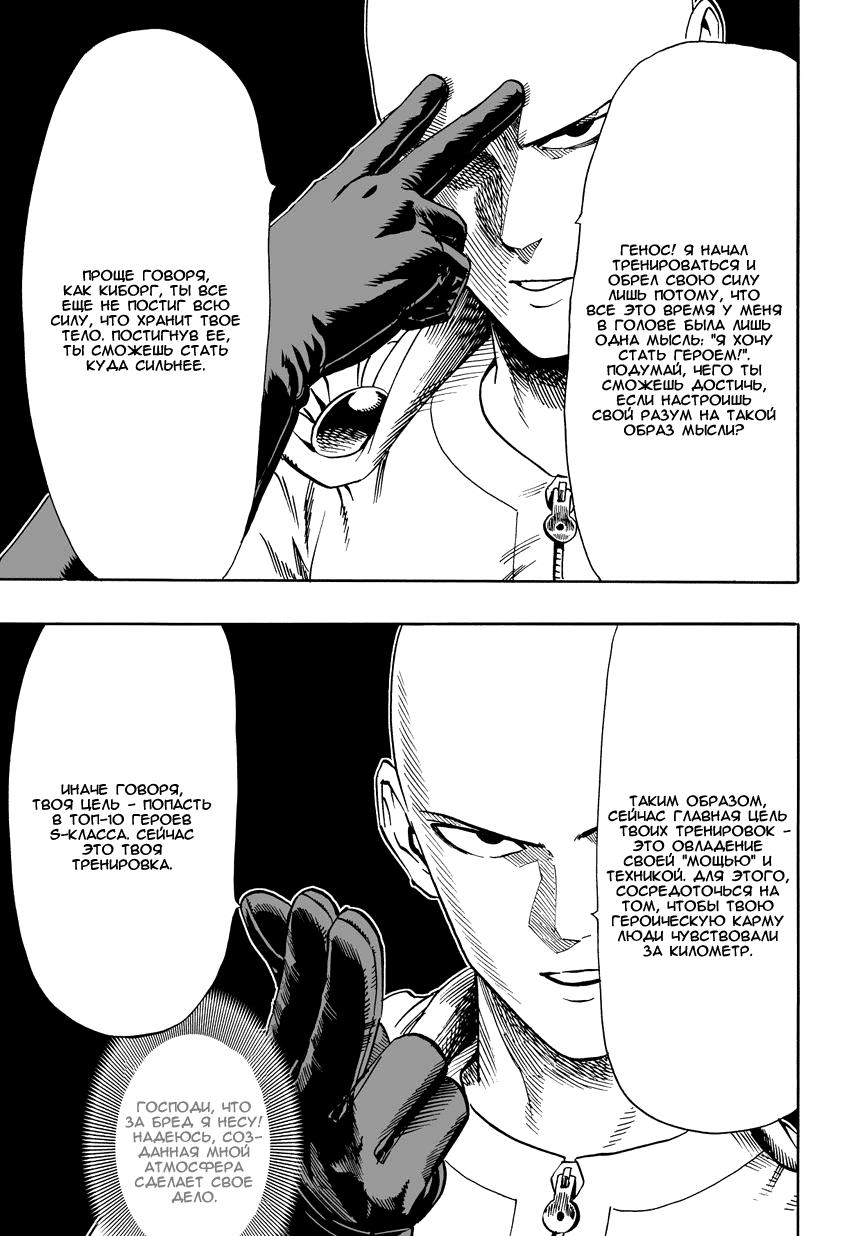 ГЕНОС! Я НАЧАЛ
ТРЕНИРОВАТЬСЯ И
ОБРЕЛ СВОЮ СИЛУ
ЛИШЬ ПОТОМУ, ЧТО
ВСЕ ЭТО ВРЕМЯ У МЕНЯ
В ГОЛОВЕ БЫЛА ЛИШЬ
ОДНА МЫСЛЬ: "Я ХОЧУ
СТАТЬ ГЕРОЕМ!".
ПОДУМАЙ, ЧЕГО ТЫ
СМОЖЕШЬ ДОСТИЧЬ,
ЕСЛИ НАСТРОИШЬ
СВОЙ РАЗУМ НА ТАКОЙ
ОБРАЗ МЫСЛИ?
ПРОЩЕ ГОВОРЯ,
КАК КИБОРГ, ТЫ ВСЕ
ЕЩЕ НЕ ПОСТИГ ВСЮ
СИЛУ, ЧТО ХРАНИТ ТВОЕ
ТЕЛО. ПОСТИГНУВ ЕЕ,
ТЫ СМОЖЕШЬ СТАТЬ
КУДА СИЛЬНЕЕ.
ТАКИМ ОБРАЗОМ,
СЕЙЧАС ГЛАВНАЯ ЦЕЛЬ
ТВОИХ ТРЕНИРОВОК -
ЭТО ОВЛАДЕНИЕ
СВОЕЙ "МОЩЬЮ" И
ТЕХНИКОЙ. ДЛЯ ЭТОГО,
СОСРЕДОТОЧЬСЯ НА
ТОМ, ЧТОБЫ ТВОЮ
ГЕРОИЧЕСКУЮ КАРМУ
ЛЮДИ ЧУВСТВОВАЛИ
ЗА КИЛОМЕТР.
ИНАЧЕ ГОВОРЯ,
ТВОЯ ЦЕЛЬ - ПОПАСТЬ
В ТОП-10 ГЕРОЕВ
S-КЛАССА. СЕЙЧАС
ЭТО ТВОЯ
ТРЕНИРОВКА.
ГОСПОДИ, ЧТО
ЗА БРЕД Я НЕСУ!
НАДЕЮСЬ, СОЗ-
ДАННАЯ МНОЙ
АТМОСФЕРА
СДЕЛАЕТ СВОЕ
ДЕЛО.